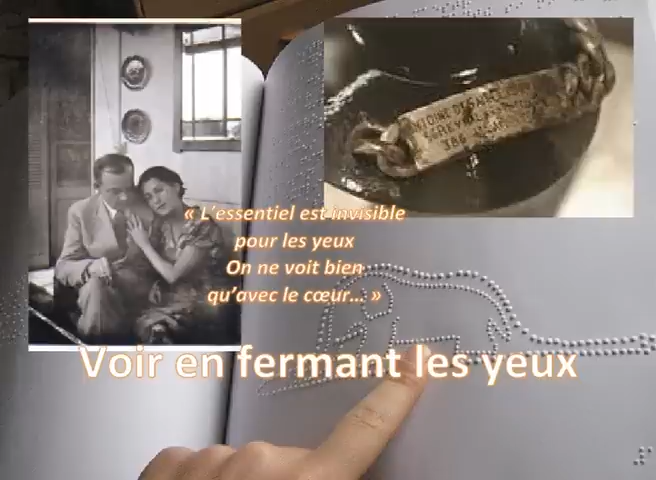 « L'essentiel est invisible
pour les yeux
On ne voit bien
qu'avec le cœur... »
Voir en fermant les yeux